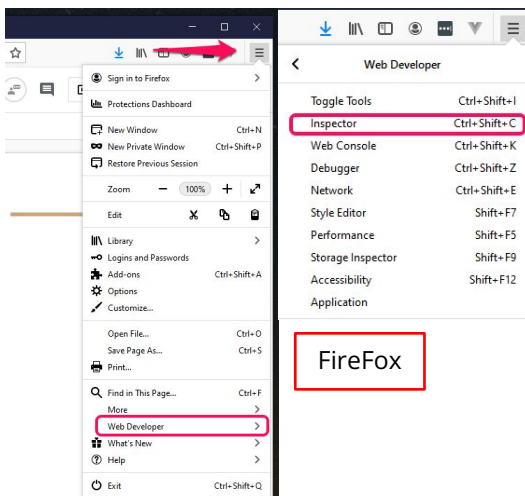 Sign in to Firefox
Protections Dashboard
New Window Ctrl+N
New Private Window Ctrl+Shift+P
Restore Previous Session
Zoom 100%
Edit
Library
Logins and Passwords
Add-ons Ctrl+Shift+A
Options
Customize...
Open File... Ctrl+O
Save Page As... Ctrl+S
Print...
Find in This Page... Ctrl+F
More
Web Developer
What's New
Help
Exit Ctrl+Shift+Q
Web Developer
Toggle Tools Ctrl+Shift+I
Inspector Ctrl+Shift+C
Web Console Ctrl+Shift+K
Debugger Ctrl+Shift+Z
Network Ctrl+Shift+E
Style Editor Shift+F7
Performance Shift+F5
Storage Inspector Shift+F9
Accessibility Shift+F12
Application
FireFox